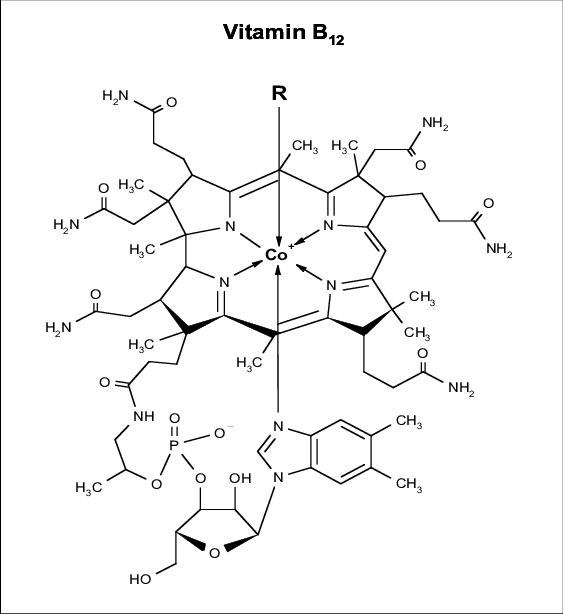 Vitamin B₁₂
R
H₂N
O
CH₃
H₃C
NH₂
O
H₃C
O
H₂N
O
NH₂
N
N
H₃C
Co⁺
N
N
O
H₂N
CH₃
CH₃
H₃C
H₃C
O
NH₂
O
NH
O
P
O⁻
N
CH₃
H₃C
O
O
OH
N
CH₃
O
HO